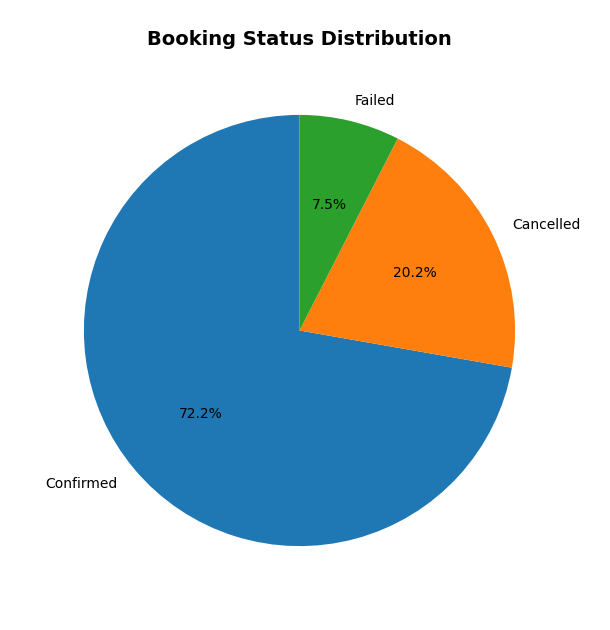 Booking Status Distribution
Failed
7.5%
Cancelled
20.2%
72.2%
Confirmed